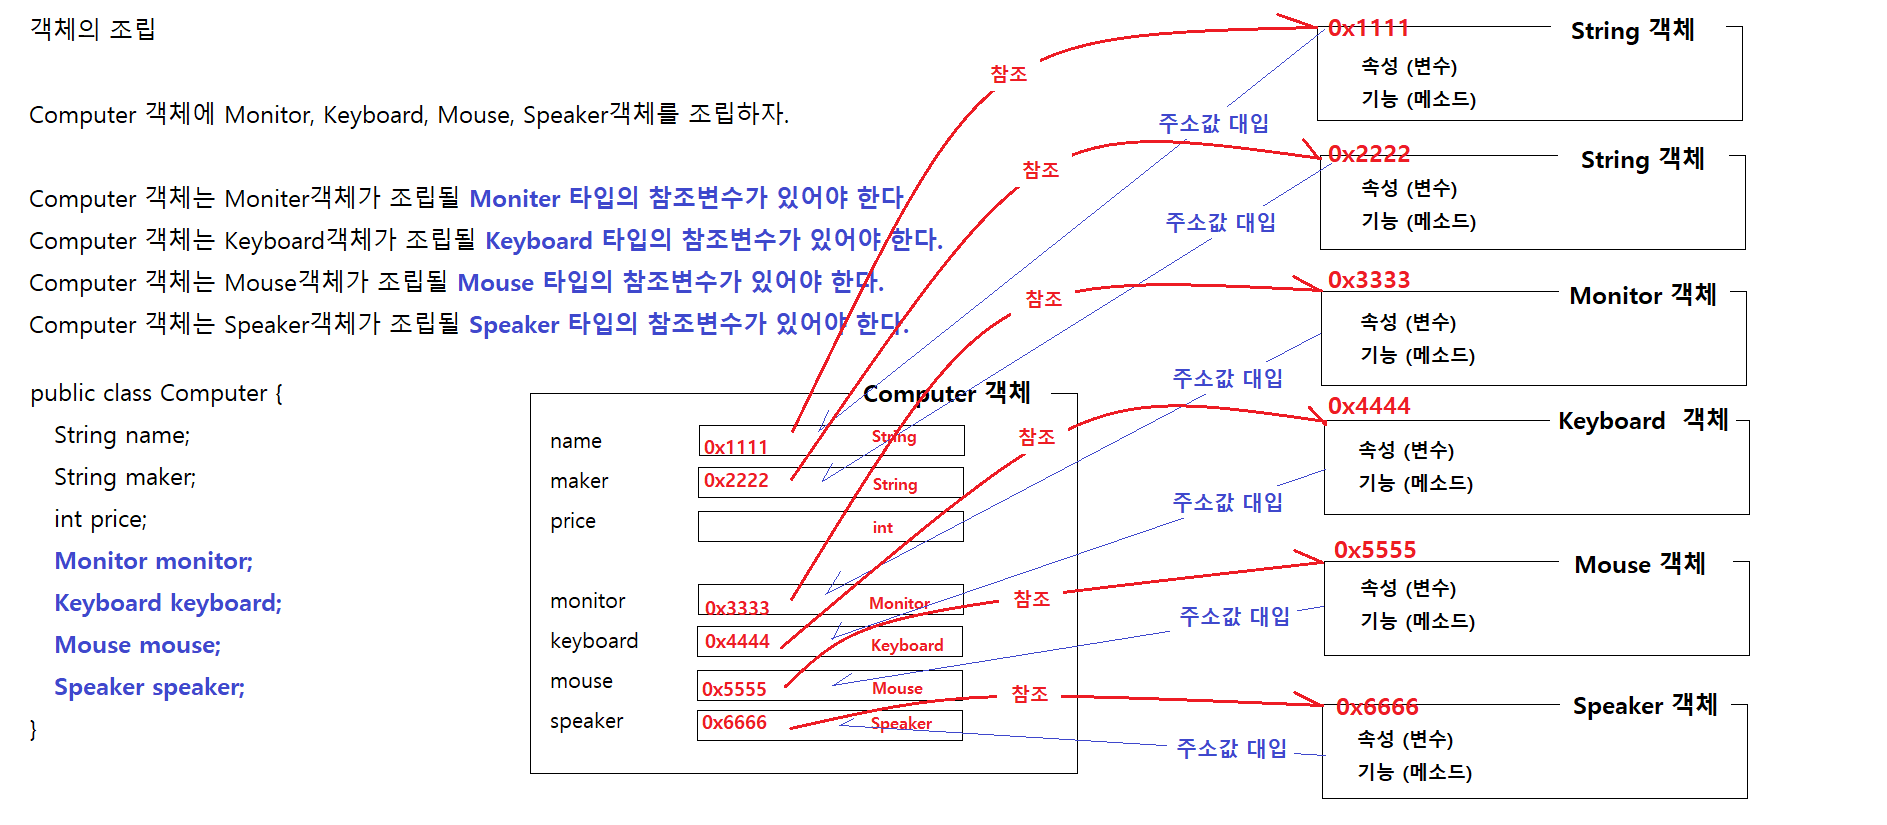 객체의 조립
Computer 객체에 Monitor, Keyboard, Mouse, Speaker객체를 조립하자.
Computer 객체는 Moniter객체가 조립될 Moniter 타입의 참조변수가 있어야 한다.
Computer 객체는 Keyboard객체가 조립될 Keyboard 타입의 참조변수가 있어야 한다.
Computer 객체는 Mouse객체가 조립될 Mouse 타입의 참조변수가 있어야 한다.
Computer 객체는 Speaker객체가 조립될 Speaker 타입의 참조변수가 있어야 한다.
public class Computer {
String name;
String maker;
int price;
Monitor monitor;
Keyboard keyboard;
Mouse mouse;
Speaker speaker;
}
Computer 객체
name 0x1111 String
maker 0x2222 String
price int
monitor 0x3333 Monitor
keyboard 0x4444 Keyboard
mouse 0x5555 Mouse
speaker 0x6666 Speaker
참조
주소값 대입
참조
주소값 대입
참조
주소값 대입
참조
주소값 대입
참조
주소값 대입
참조
주소값 대입
0x1111 String 객체
속성 (변수)
기능 (메소드)
0x2222 String 객체
속성 (변수)
기능 (메소드)
0x3333 Monitor 객체
속성 (변수)
기능 (메소드)
0x4444 Keyboard 객체
속성 (변수)
기능 (메소드)
0x5555 Mouse 객체
속성 (변수)
기능 (메소드)
0x6666 Speaker 객체
속성 (변수)
기능 (메소드)